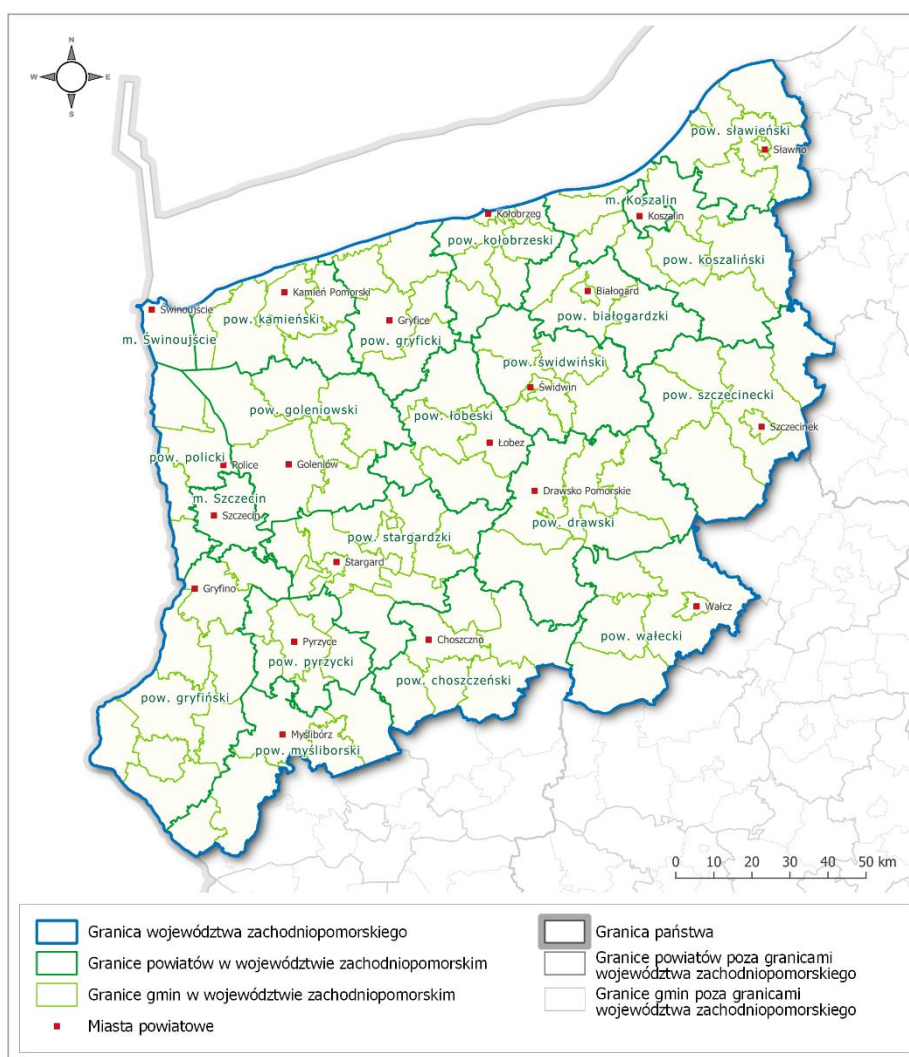 N
W E
S
pow. sławieński
Sławno
m. Koszalin
Koszalin
Kołobrzeg
pow. kołobrzeski
pow. koszaliński
Kamień Pomorski
Białogard
Świnoujście
pow. kamieński
Gryfice
pow. białogardzki
m. Świnoujście
pow. gryficki
pow. świdwiński
Świdwin
pow. szczecinecki
pow. goleniowski
pow. łobeski
Szczecinek
Łobez
pow. policki
Police
Goleniów
Drawsko Pomorskie
m. Szczecin
Szczecin
pow. drawski
pow. stargardzki
Stargard
Gryfino
Wałcz
Pyrzyce
Choszczno
pow. wałecki
pow. pyrzycki
pow. choszczeński
pow. gryfiński
Myślibórz
pow. myśliborski
0 10 20 30 40 50 km
Granica województwa zachodniopomorskiego
Granice powiatów w województwie zachodniopomorskim
Granice gmin w województwie zachodniopomorskim
Miasta powiatowe
Granica państwa
Granice powiatów poza granicami
województwa zachodniopomorskiego
Granice gmin poza granicami
województwa zachodniopomorskiego